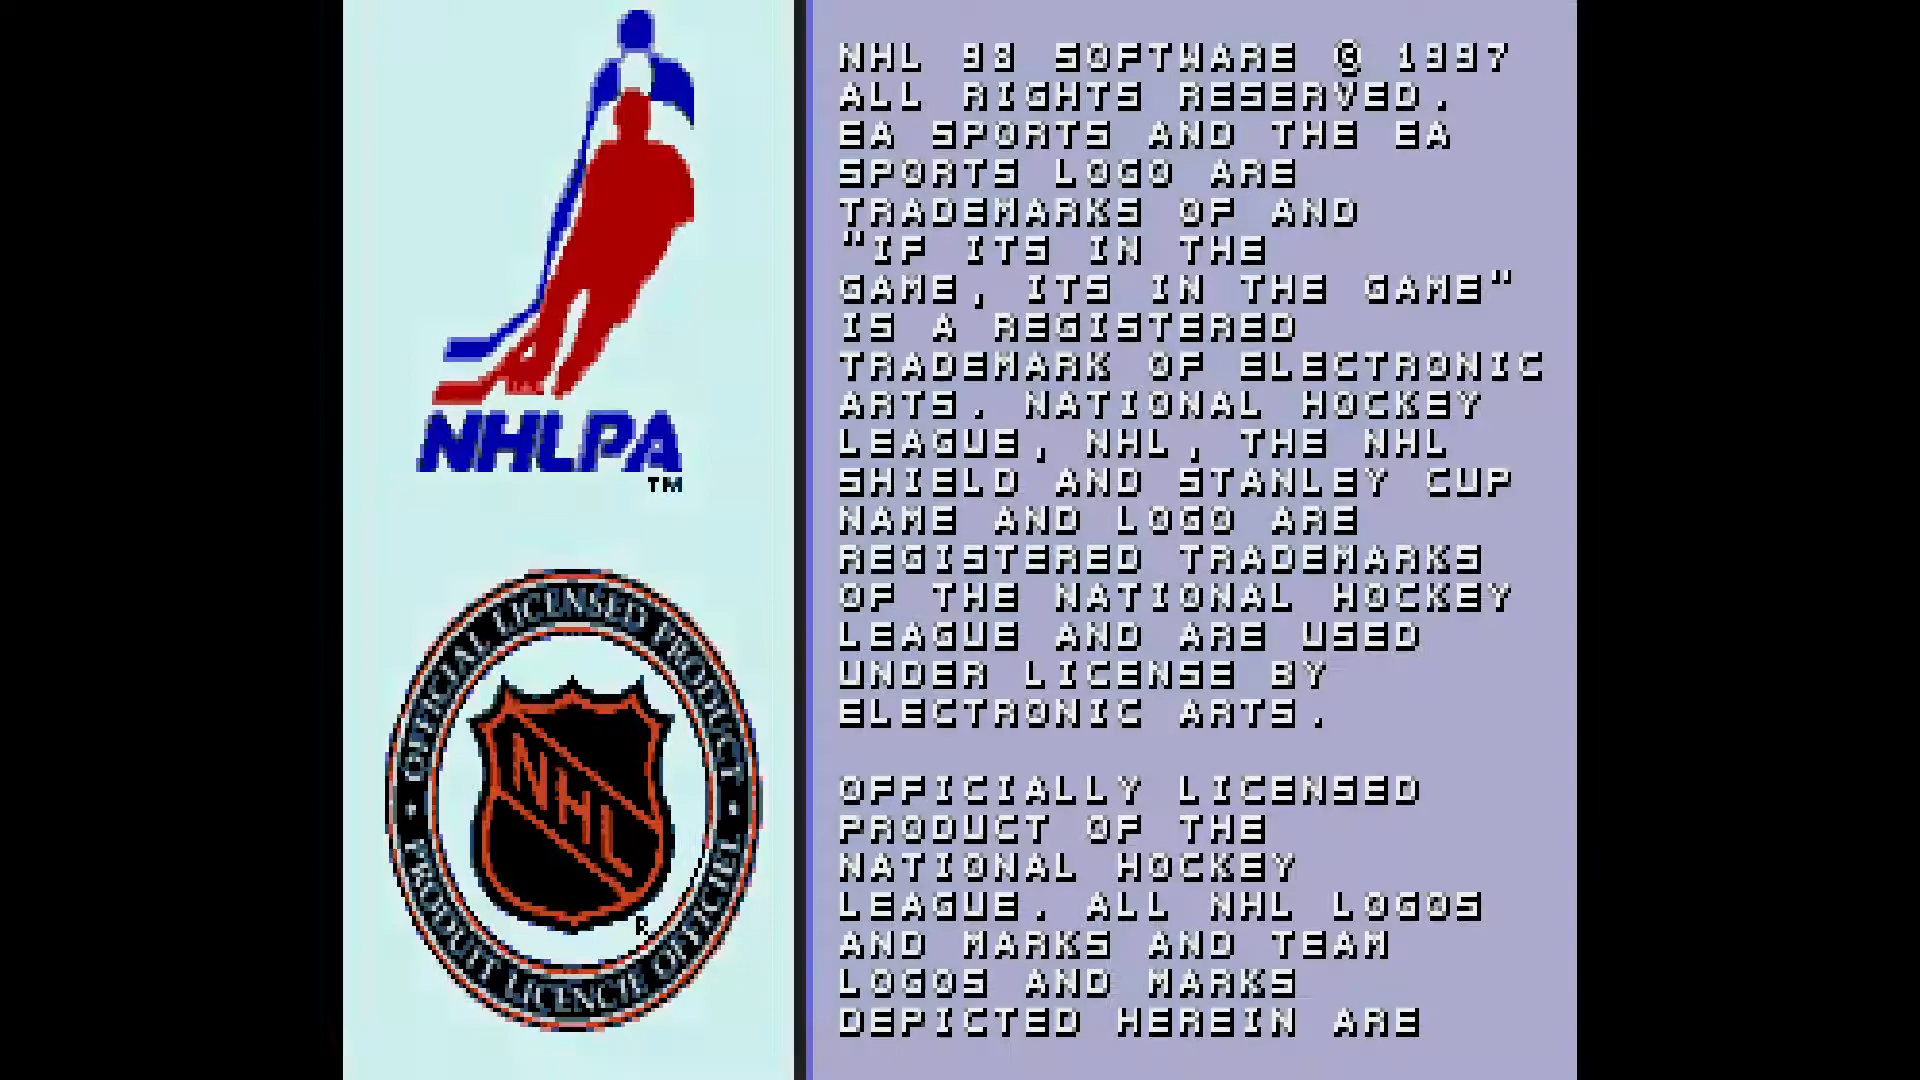 NHLPA
TM
OFFICIAL LICENSED PRODUCT
NHL
R
PRODUIT LICENCIE OFFICIEL
NHL 98 SOFTWARE © 1997
ALL RIGHTS RESERVED.
EA SPORTS AND THE EA
SPORTS LOGO ARE
TRADEMARKS OF AND
"IF ITS IN THE
GAME, ITS IN THE GAME"
IS A REGISTERED
TRADEMARK OF ELECTRONIC
ARTS. NATIONAL HOCKEY
LEAGUE, NHL, THE NHL
SHIELD AND STANLEY CUP
NAME AND LOGO ARE
REGISTERED TRADEMARKS
OF THE NATIONAL HOCKEY
LEAGUE AND ARE USED
UNDER LICENSE BY
ELECTRONIC ARTS.
OFFICIALLY LICENSED
PRODUCT OF THE
NATIONAL HOCKEY
LEAGUE. ALL NHL LOGOS
AND MARKS AND TEAM
LOGOS AND MARKS
DEPICTED HEREIN ARE